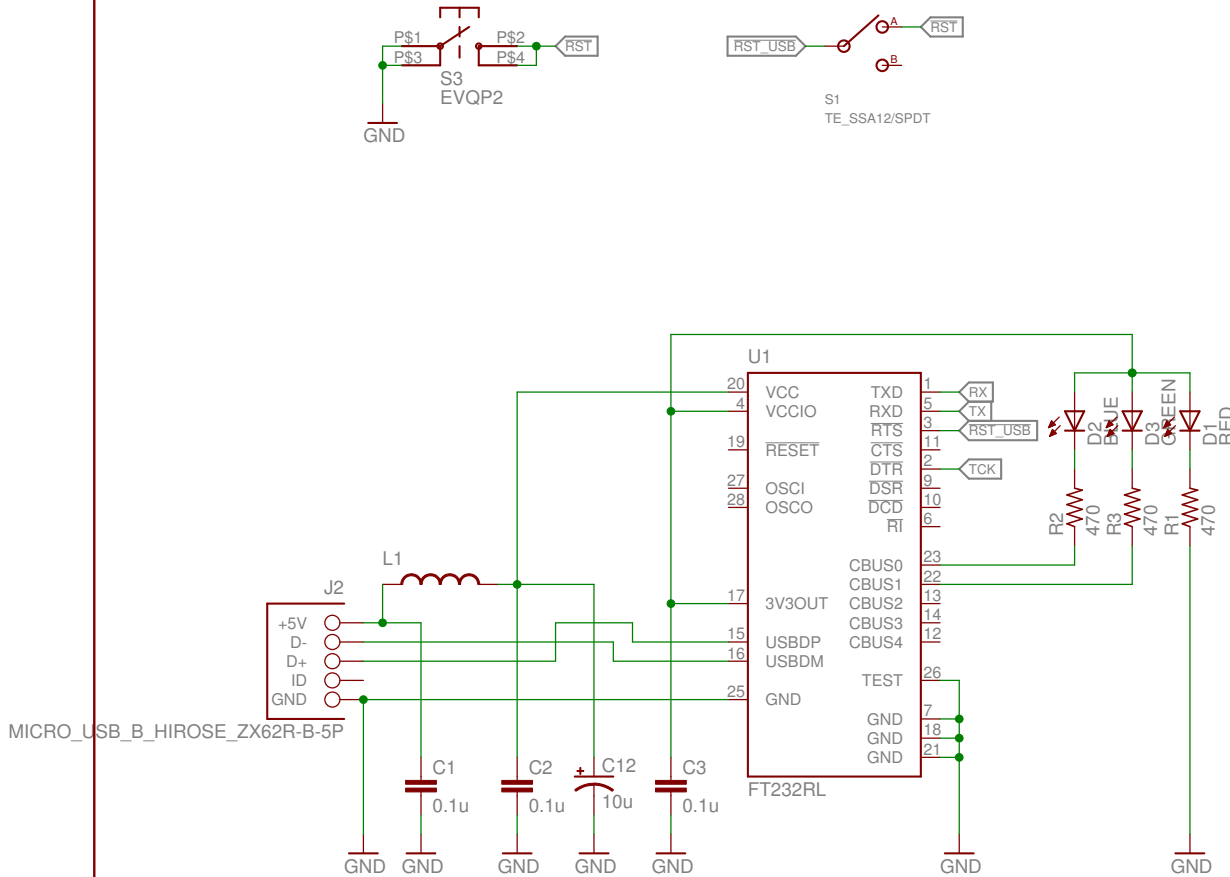 P$1
P$2
RST
P$3
P$4
S3
EVQP2
GND
RST_USB
A
RST
B
S1
TE_SSA12/SPDT
U1
20
VCC
TXD
1
RX
4
VCCIO
RXD
5
TX
RTS
3
RST_USB
19
RESET
CTS
11
DTR
2
TCK
27
OSCI
DSR
9
28
OSCO
DCD
10
RI
6
D2
BLUE
D3
GREEN
D1
RED
R2
470
R3
470
R1
470
CBUS0
23
CBUS1
22
17
3V3OUT
CBUS2
13
CBUS3
14
15
USBDP
CBUS4
12
16
USBDM
TEST
26
25
GND
GND
7
GND
18
GND
21
FT232RL
L1
J2
+5V
D-
D+
ID
GND
MICRO_USB_B_HIROSE_ZX62R-B-5P
C1
0.1u
C2
0.1u
+
C12
10u
C3
0.1u
GND
GND
GND
GND
GND
GND
GND